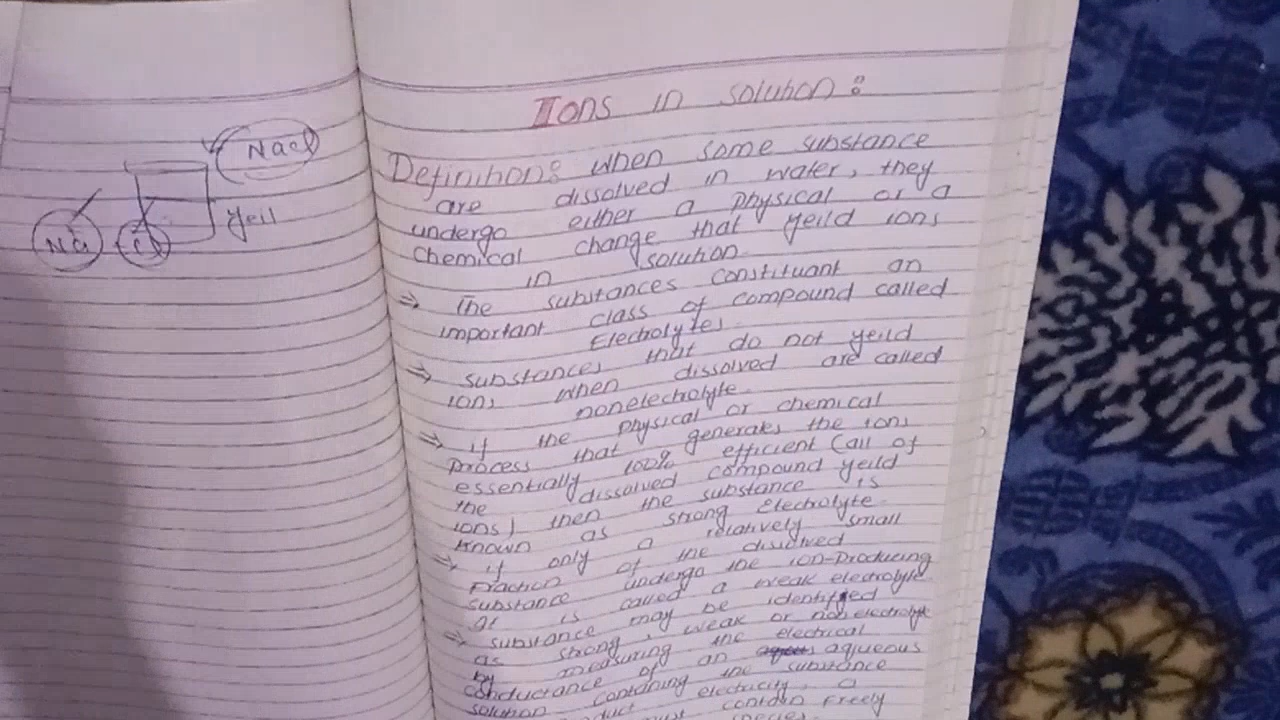 Nacl
Yeil
Na Cl
Ions in solution:
Definition: when some substance
are dissolved in water, they
undergo either a physical or a
chemical change that yeild ions
in solution.
⇒ The substances constituant an
important class of compound called
Electrolytes.
⇒ substances that do not yeild
ions when dissolved are called
nonelectrolyte.
⇒ if the physical or chemical
process that generates the ions
essentially 100% efficient (all of
the dissolved compound yeild
ions) then the substance is
known as strong electrolyte.
⇒ if only a relatively small
fraction of the dissolved
substance undergo the ion-Producing
it is called a weak electrolyte.
⇒ substance may be identified
as strong, weak or nonelectrolyte
by measuring the electrical
conductance of an aqueous
solution containing the substance
electricity, a
contain freely
species.